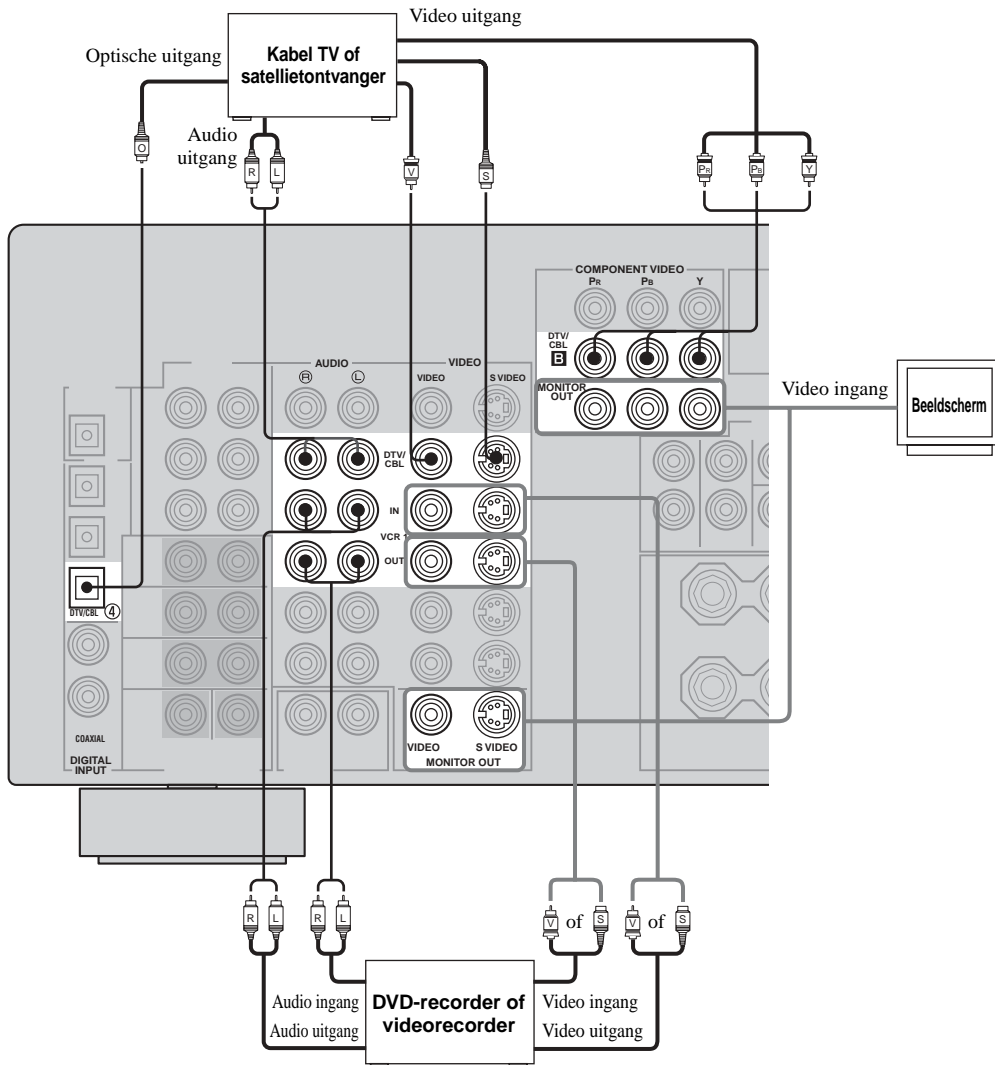 Video uitgang
Optische uitgang
Kabel TV of
satellietontvanger
Audio
uitgang
O
R
L
V
S
PR
PB
Y
COMPONENT VIDEO
PR
PB
Y
DTV/
CBL
B
MONITOR
OUT
Video ingang
Beeldscherm
AUDIO
VIDEO
R
L
VIDEO
S VIDEO
DTV/
CBL
IN
VCR 1
OUT
DTV/CBL
④
COAXIAL
DIGITAL
INPUT
VIDEO
S VIDEO
MONITOR OUT
R
L
R
L
V
of
S
V
of
S
Audio ingang
Audio uitgang
DVD-recorder of
videorecorder
Video ingang
Video uitgang